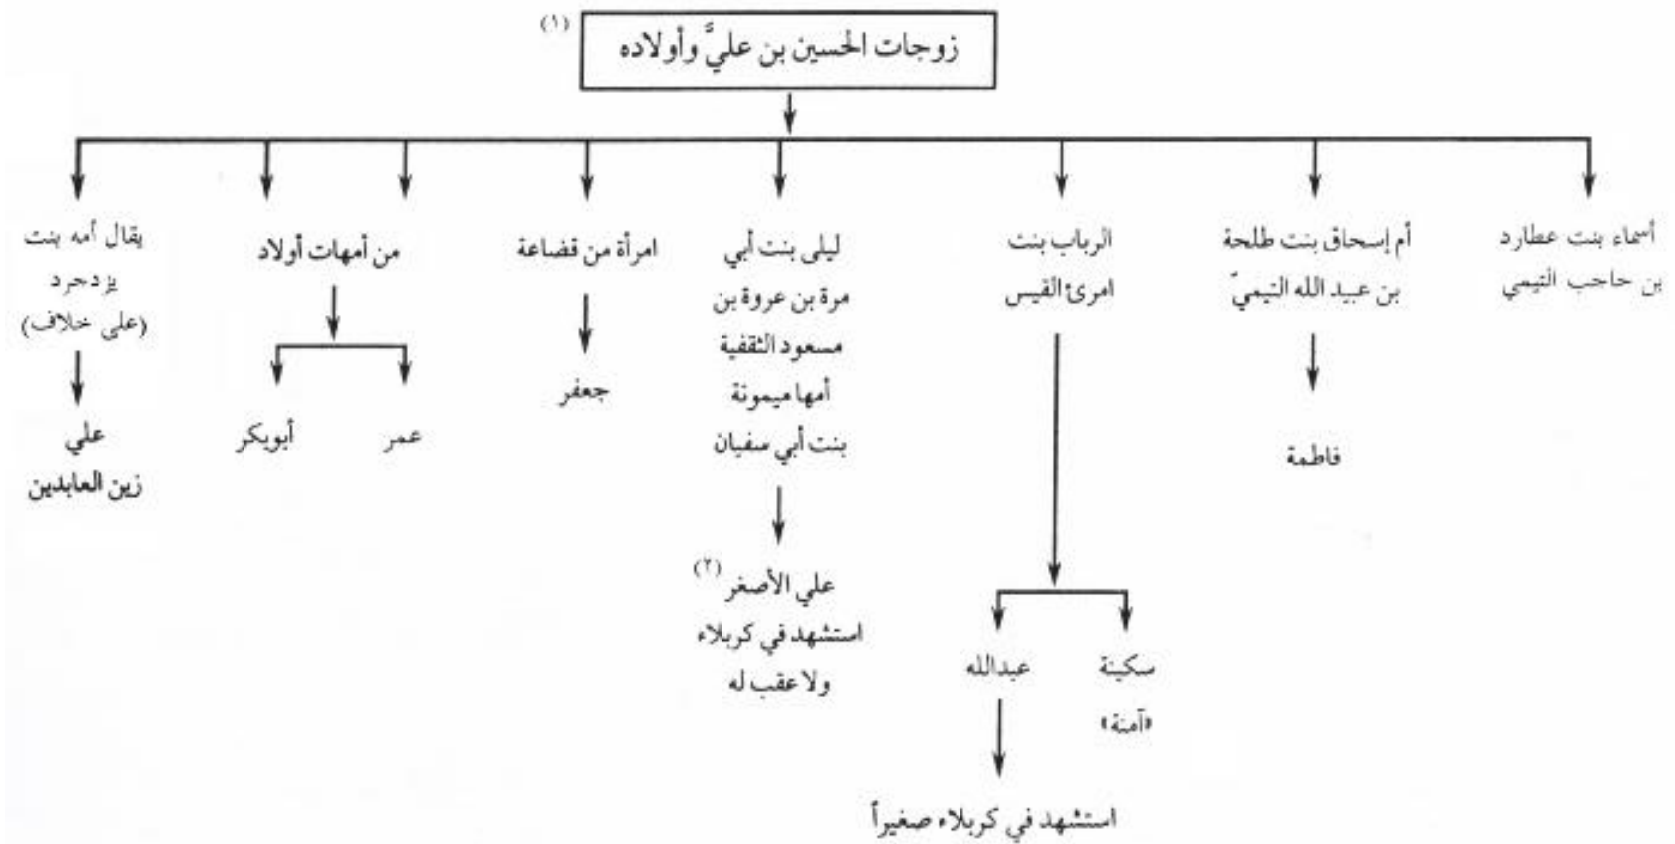 زوجات الحسين بن عليَّ وأولاده (١)
أسماء بنت عطارد
بن حاجب التيمي
أم إسحاق بنت طلحة
بن عبيد الله التيميّ
فاطمة
الرباب بنت
امرئ القيس
سكينة
«آمنة»
عبدالله
استشهد في كربلاء صغيراً
ليلى بنت أبي
مرة بن عروة بن
مسعود الثقفية
أمها ميمونة
بنت أبي سفيان
علي الأصغر (٢)
استشهد في كربلاء
ولا عقب له
امرأة من قضاعة
جعفر
من أمهات أولاد
عمر
أبوبكر
يقال أمه بنت
يزدجرد
(على خلاف)
علي
زين العابدين